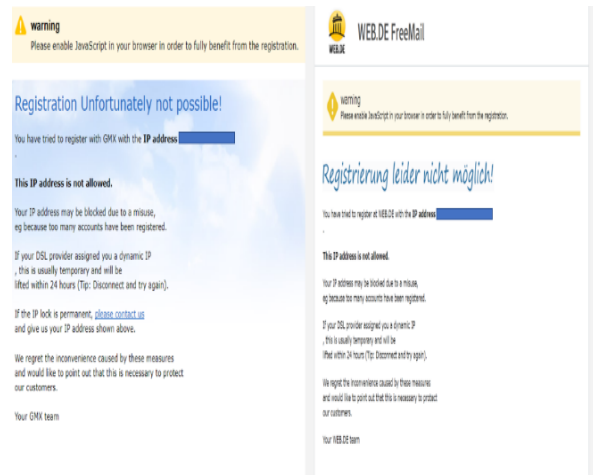 warning
Please enable JavaScript in your browser in order to fully benefit from the registration.
Registration Unfortunately not possible!
You have tried to register with GMX with the IP address
.
This IP address is not allowed.
Your IP address may be blocked due to a misuse,
eg because too many accounts have been registered.
If your DSL provider assigned you a dynamic IP
, this is usually temporary and will be
lifted within 24 hours (Tip: Disconnect and try again).
If the IP lock is permanent, please contact us
and give us your IP address shown above.
We regret the inconvenience caused by these measures
and would like to point out that this is necessary to protect
our customers.
Your GMX team
WEB.DE
WEB.DE FreeMail
warning
Please enable JavaScript in your browser in order to fully benefit from the registration.
Registrierung leider nicht möglich!
You have tried to register at WEB.DE with the IP address
.
This IP address is not allowed.
Your IP address may be blocked due to a misuse,
eg because too many accounts have been registered.
If your DSL provider assigned you a dynamic IP
, this is usually temporary and will be
lifted within 24 hours (Tip: Disconnect and try again).
We regret the inconvenience caused by these measures
and would like to point out that this is necessary to protect
our customers.
Your WEB.DE team